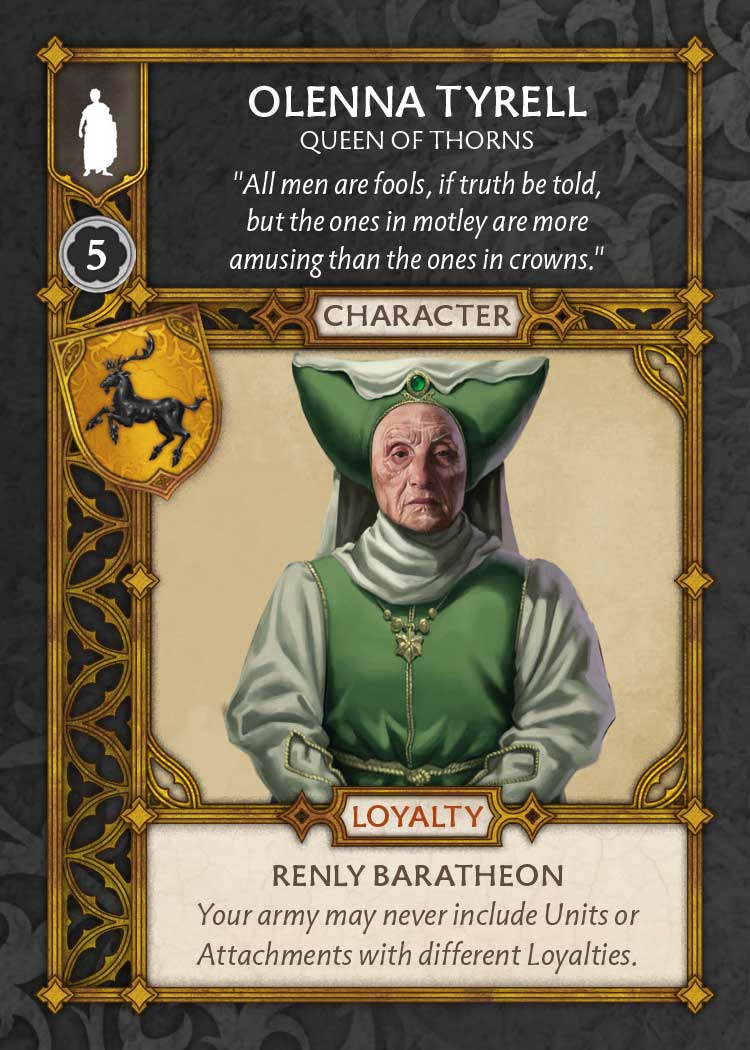 OLENNA TYRELL
QUEEN OF THORNS
"All men are fools, if truth be told,
but the ones in motley are more
amusing than the ones in crowns."
5
CHARACTER
LOYALTY
RENLY BARATHEON
Your army may never include Units or
Attachments with different Loyalties.